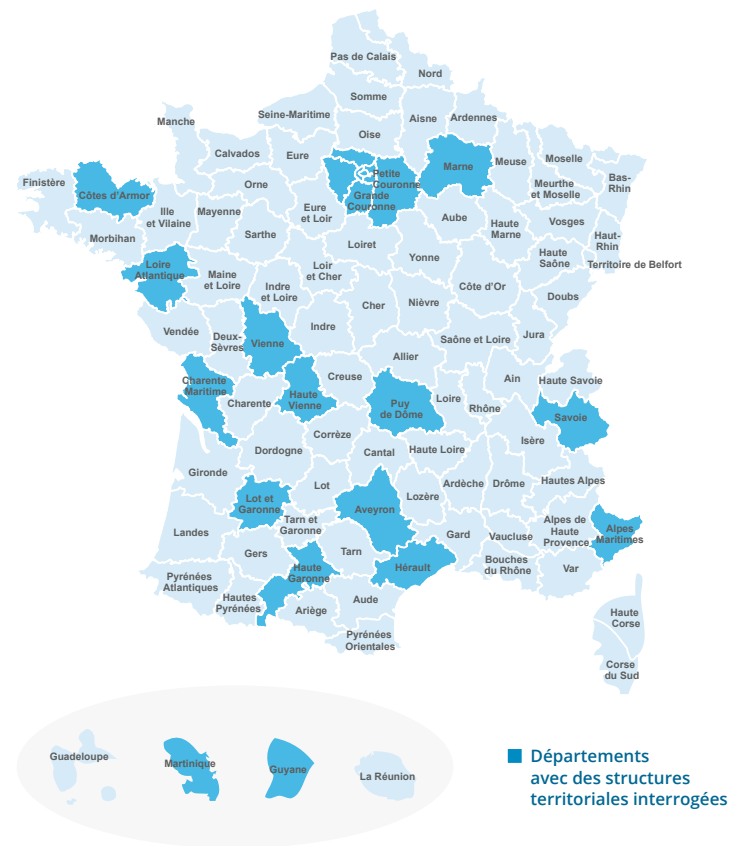 Pas de Calais
Nord
Somme
Seine-Maritime
Aisne
Ardennes
Manche
Oise
Calvados
Eure
Marne
Meuse
Moselle
Petite
Couronne
Finistère
Côtes d'Armor
Orne
Grande
Couronne
Meurthe
et Moselle
Bas-
Rhin
Ille
et Vilaine
Mayenne
Eure
et Loir
Aube
Haute
Marne
Vosges
Morbihan
Sarthe
Loiret
Haut-
Rhin
Yonne
Haute
Saône
Territoire de Belfort
Loire
Atlantique
Maine
et Loire
Loir
et Cher
Indre
et Loire
Côte d'Or
Doubs
Cher
Nièvre
Vendée
Deux-
Sèvres
Vienne
Indre
Saône et Loire
Jura
Allier
Charente
Maritime
Creuse
Ain
Haute Savoie
Charente
Haute
Vienne
Puy
de Dôme
Loire
Rhône
Savoie
Corrèze
Isère
Dordogne
Cantal
Haute Loire
Gironde
Lot
Ardèche
Drôme
Hautes Alpes
Lot et
Garonne
Aveyron
Lozère
Tarn et
Garonne
Landes
Gard
Vaucluse
Alpes de
Haute
Provence
Alpes
Maritimes
Gers
Tarn
Haute
Garonne
Hérault
Bouches
du Rhône
Var
Pyrénées
Atlantiques
Hautes
Pyrénées
Ariège
Aude
Pyrénées
Orientales
Haute
Corse
Corse
du Sud
Guadeloupe
Martinique
Guyane
La Réunion
Départements
avec des structures
territoriales interrogées